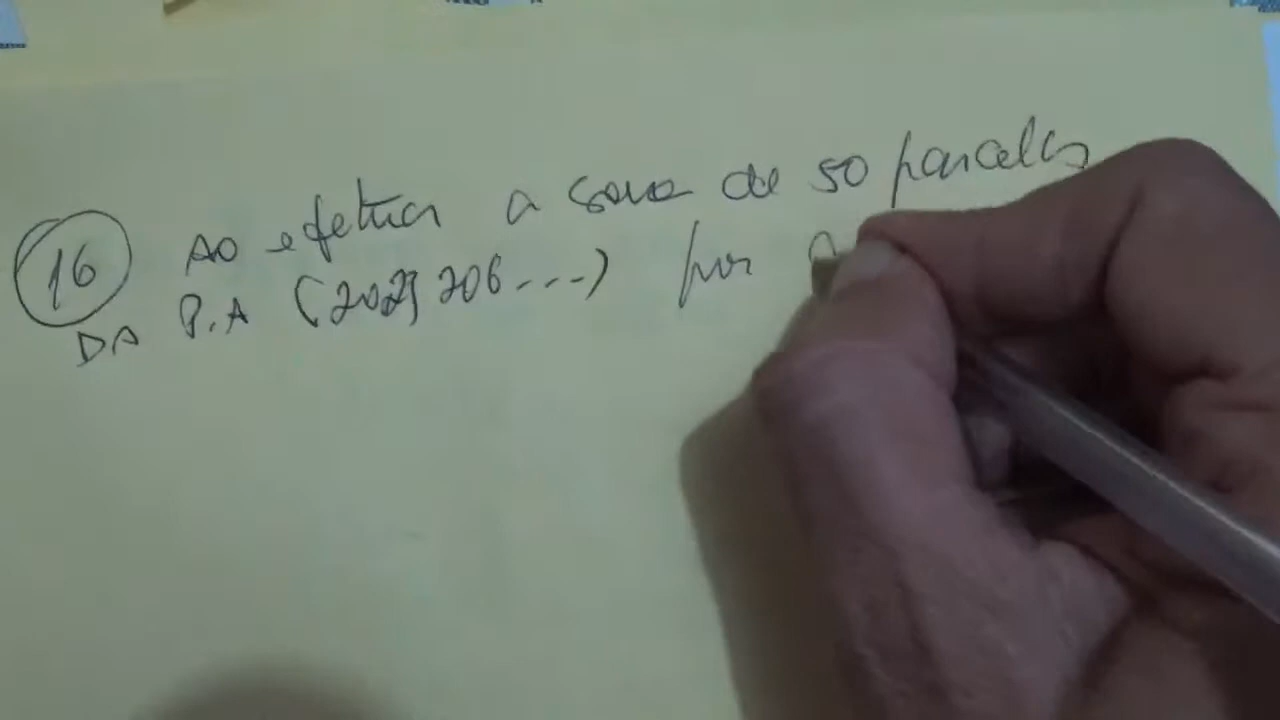 16 AO efetuar a soma de 50 parcelas
DA P.A (202, 206...) por